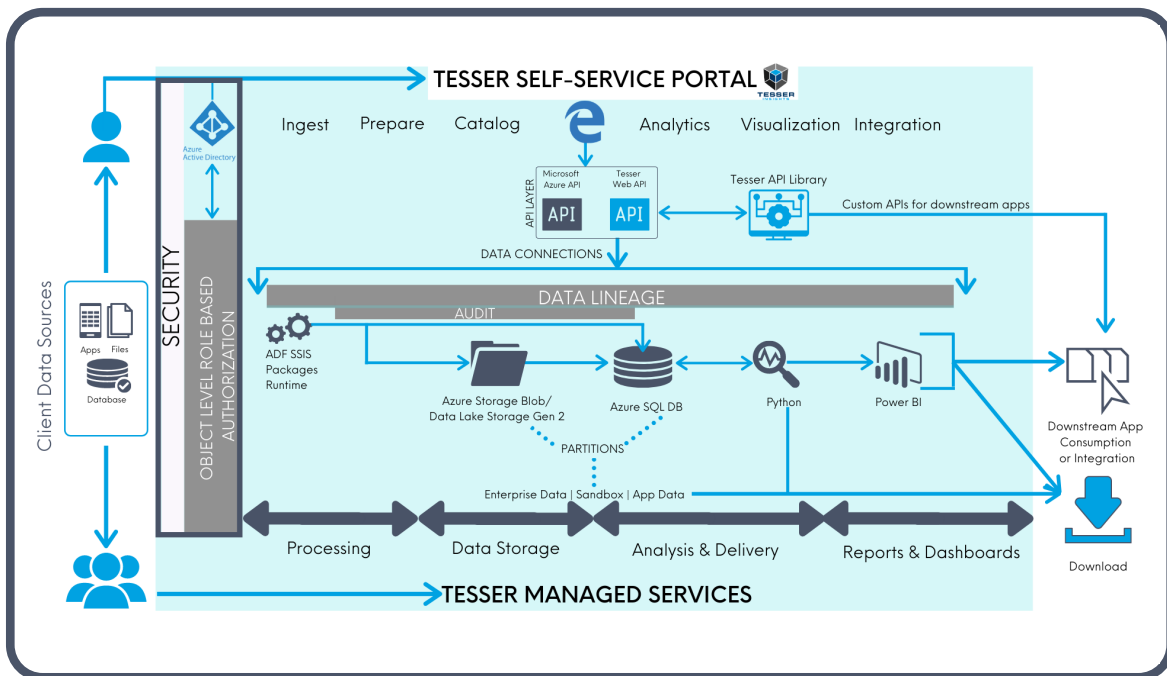 TESSER SELF-SERVICE PORTAL
TESSER
INSIGHTS
Ingest
Prepare
Catalog
Analytics
Visualization
Integration
Azure
Active Directory
API LAYER
Microsoft
Azure API
API
Tesser
Web API
API
Tesser API Library
Custom APIs for downstream apps
DATA CONNECTIONS
SECURITY
OBJECT LEVEL ROLE BASED
AUTHORIZATION
Client Data Sources
Apps
Files
Database
DATA LINEAGE
AUDIT
ADF SSIS
Packages
Runtime
Azure Storage Blob/
Data Lake Storage Gen 2
Azure SQL DB
Python
Power BI
Downstream App
Consumption
or Integration
PARTITIONS
Enterprise Data | Sandbox | App Data
Processing
Data Storage
Analysis & Delivery
Reports & Dashboards
Download
TESSER MANAGED SERVICES